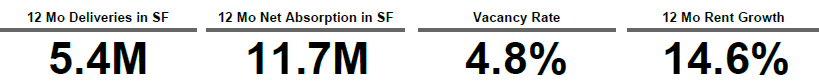 12 Mo Deliveries in SF
5.4M
12 Mo Net Absorption in SF
11.7M
Vacancy Rate
4.8%
12 Mo Rent Growth
14.6%